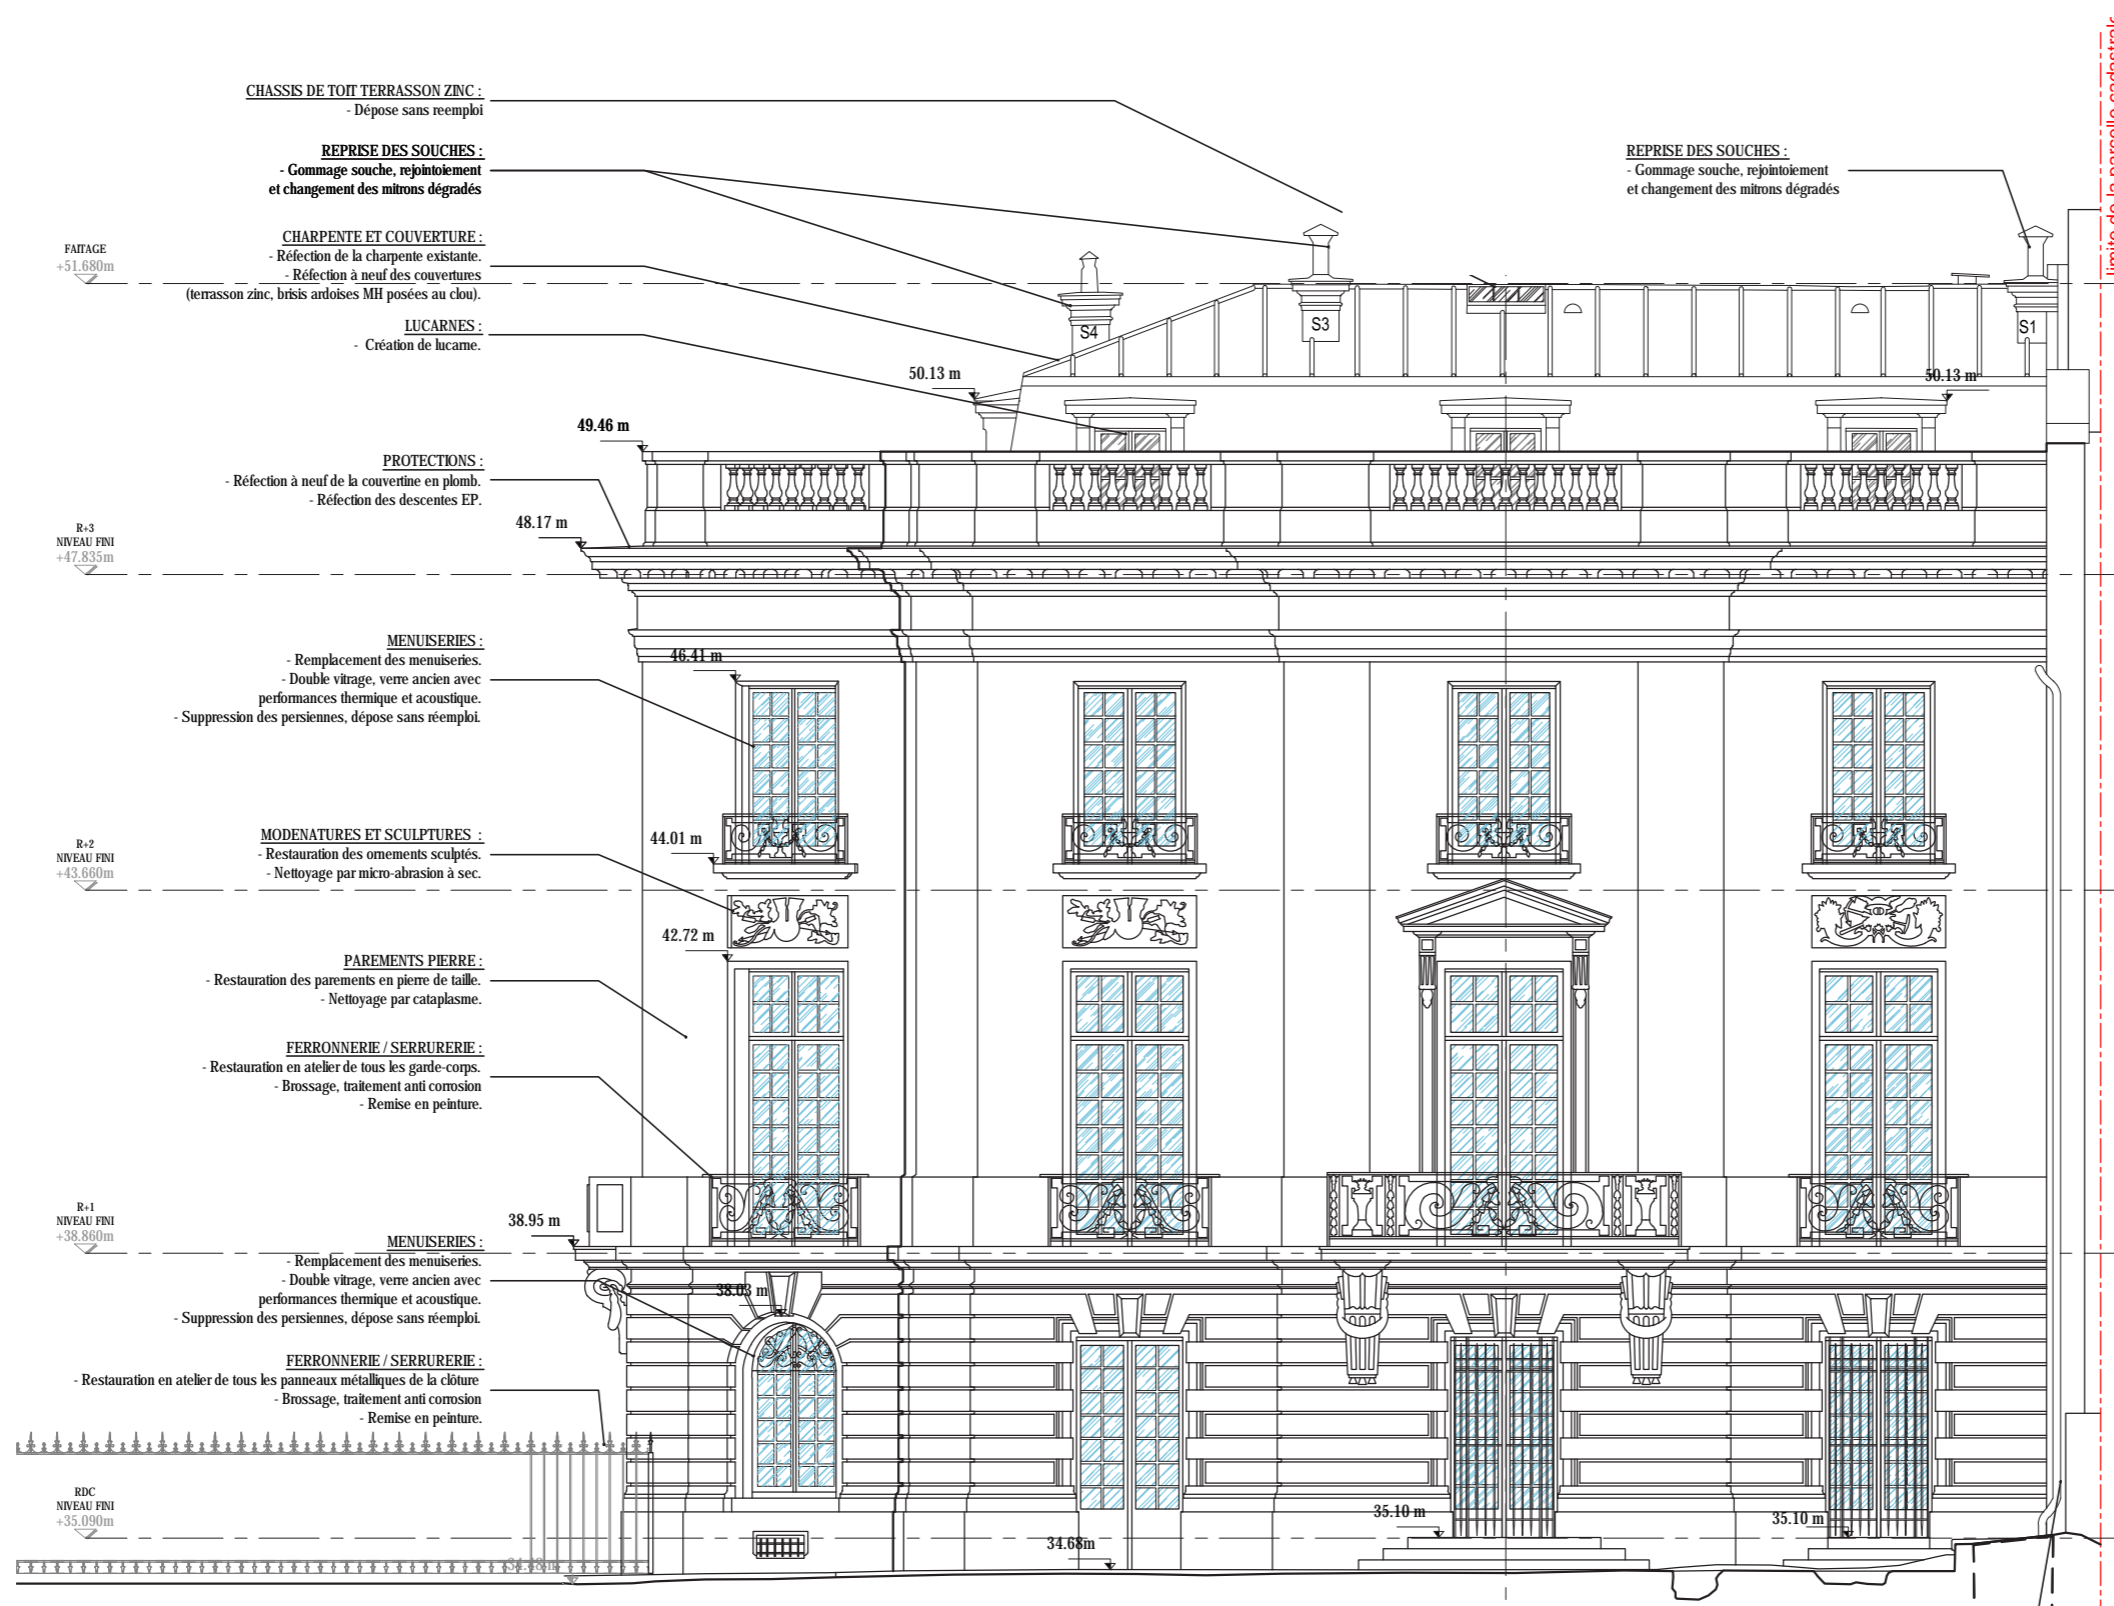 CHASSIS DE TOIT TERRASSON ZINC :
- Dépose sans reemploi
REPRISE DES SOUCHES :
- Gommage souche, rejointoiement
et changement des mitrons dégradés
REPRISE DES SOUCHES :
- Gommage souche, rejointoiement
et changement des mitrons dégradés
limite de la parcelle cadastrale
CHARPENTE ET COUVERTURE :
- Réfection de la charpente existante.
- Réfection à neuf des couvertures
(terrasson zinc, brisis ardoises MH posées au clou).
FAITAGE
+51.680m
LUCARNES :
- Création de lucarne.
S4
S3
S1
50.13 m
50.13 m
49.46 m
PROTECTIONS :
- Réfection à neuf de la couvertine en plomb.
- Réfection des descentes EP.
48.17 m
R+3
NIVEAU FINI
+47.835m
MENUISERIES :
- Remplacement des menuiseries.
- Double vitrage, verre ancien avec
performances thermique et acoustique.
- Suppression des persiennes, dépose sans réemploi.
46.41 m
MODENATURES ET SCULPTURES :
- Restauration des ornements sculptés.
- Nettoyage par micro-abrasion à sec.
44.01 m
R+2
NIVEAU FINI
+43.660m
42.72 m
PAREMENTS PIERRE :
- Restauration des parements en pierre de taille.
- Nettoyage par cataplasme.
FERRONNERIE / SERRURERIE :
- Restauration en atelier de tous les garde-corps.
- Brossage, traitement anti corrosion
- Remise en peinture.
R+1
NIVEAU FINI
+38.860m
38.95 m
MENUISERIES :
- Remplacement des menuiseries.
- Double vitrage, verre ancien avec
performances thermique et acoustique.
- Suppression des persiennes, dépose sans réemploi.
38.03 m
FERRONNERIE / SERRURERIE :
- Restauration en atelier de tous les panneaux métalliques de la clôture
- Brossage, traitement anti corrosion
- Remise en peinture.
RDC
NIVEAU FINI
+35.090m
35.10 m
35.10 m
34.68m
34.48m